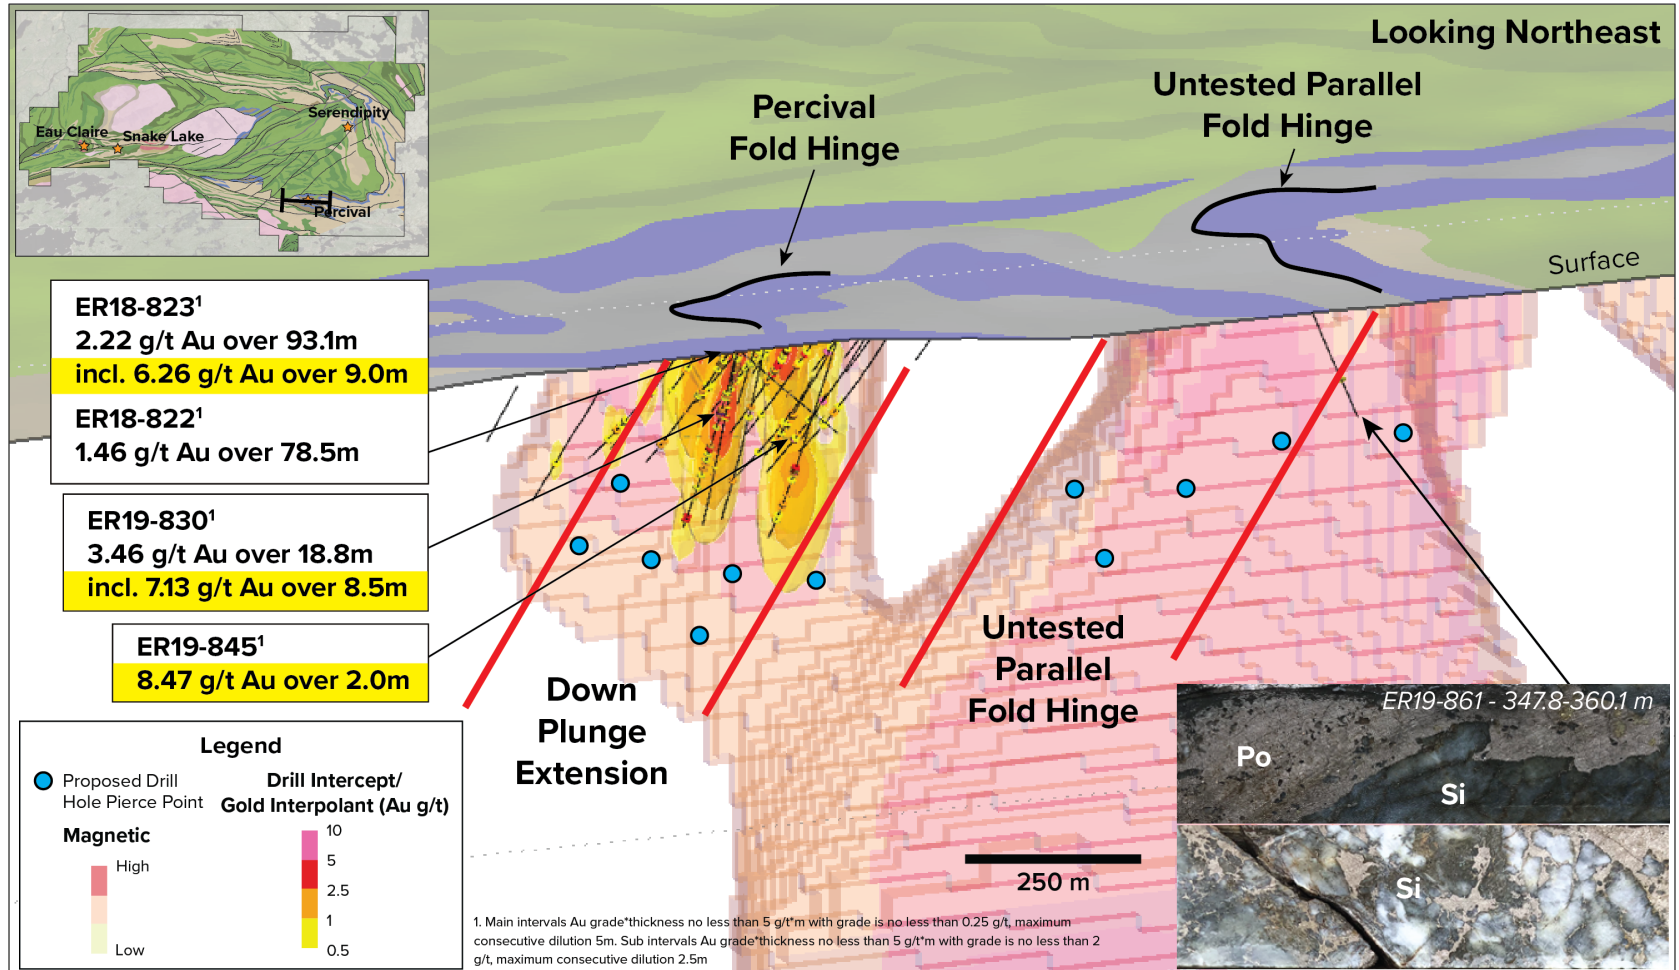 Looking Northeast
Untested Parallel
Fold Hinge
Percival
Fold Hinge
Serendipity
Eau Claire
Snake Lake
Percival
Surface
ER18-823¹
2.22 g/t Au over 93.1m
incl. 6.26 g/t Au over 9.0m
ER18-822¹
1.46 g/t Au over 78.5m
ER19-830¹
3.46 g/t Au over 18.8m
incl. 7.13 g/t Au over 8.5m
ER19-845¹
8.47 g/t Au over 2.0m
Down
Plunge
Extension
Untested
Parallel
Fold Hinge
ER19-861 - 347.8-360.1 m
Po
Si
Si
250 m
Legend
Proposed Drill
Hole Pierce Point
Magnetic
High
Low
Drill Intercept/
Gold Interpolant (Au g/t)
10
5
2.5
1
0.5
1. Main intervals Au grade*thickness no less than 5 g/t*m with grade is no less than 0.25 g/t, maximum
consecutive dilution 5m. Sub intervals Au grade*thickness no less than 5 g/t*m with grade is no less than 2
g/t, maximum consecutive dilution 2.5m